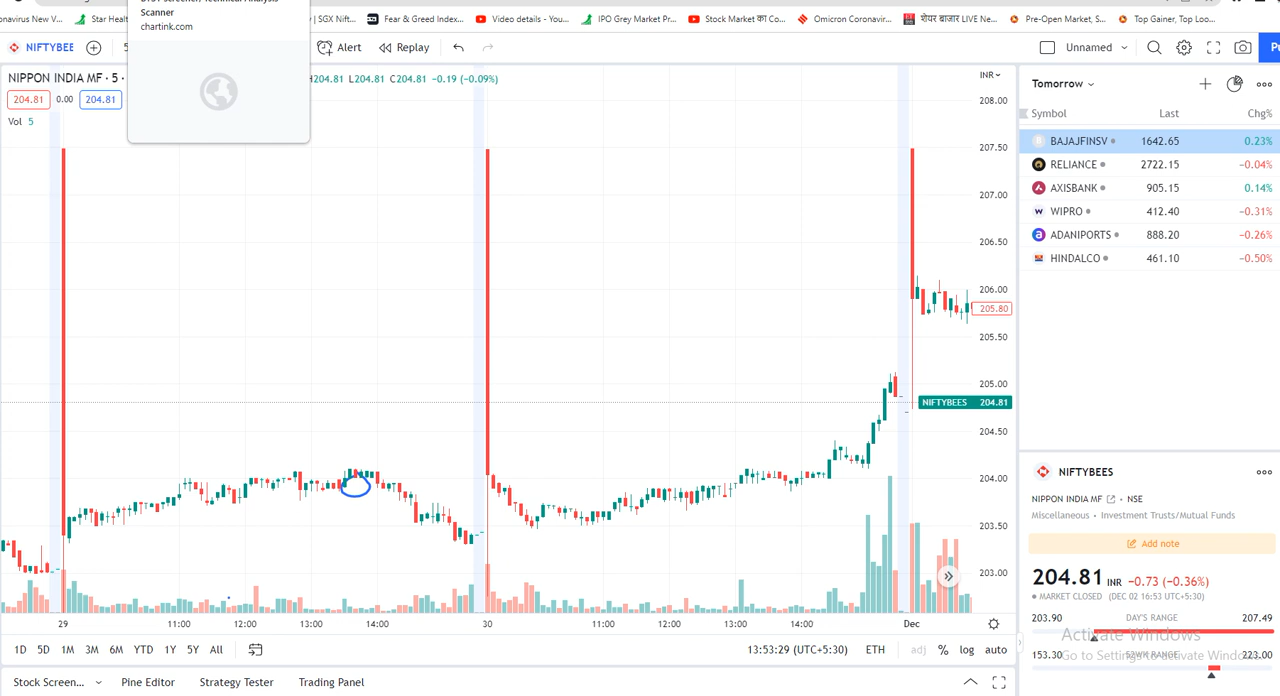 Scanner
chartink.com
Star Healt
| SGX Nift...
Fear & Greed Index...
Video details - You...
IPO Grey Market Pr...
Stock Market का Co...
Omicron Coronavir...
शेयर बाजार LIVE Ne...
Pre-Open Market, S...
Top Gainer, Top Loo...
NIFTYBEE
Alert
Replay
Unnamed
NIPPON INDIA MF · 5 ·
204.81 L204.81 C204.81 −0.19 (−0.09%)
204.81 0.00 204.81
Vol 5
INR
208.00
207.50
207.00
206.50
206.00
205.80
205.50
205.00
NIFTYBEES 204.81
204.50
204.00
203.50
203.00
29 11:00 12:00 13:00 14:00 30 11:00 12:00 13:00 14:00 Dec
1D 5D 1M 3M 6M YTD 1Y 5Y All
13:53:29 (UTC+5:30) ETH adj % log auto
Stock Screen... Pine Editor Strategy Tester Trading Panel
Tomorrow
Symbol Last Chg%
BAJAJFINSV 1642.65 0.23%
RELIANCE 2722.15 −0.04%
AXISBANK 905.15 0.14%
WIPRO 412.40 −0.31%
ADANIPORTS 888.20 −0.26%
HINDALCO 461.10 −0.50%
NIFTYBEES
NIPPON INDIA MF • NSE
Miscellaneous • Investment Trusts/Mutual Funds
Add note
204.81 INR −0.73 (−0.36%)
MARKET CLOSED (DEC 02 16:53 UTC+5:30)
203.90 DAY'S RANGE 207.49
Activate Windows
153.30 52WK RANGE 223.00
Go to Settings to activate Windows.